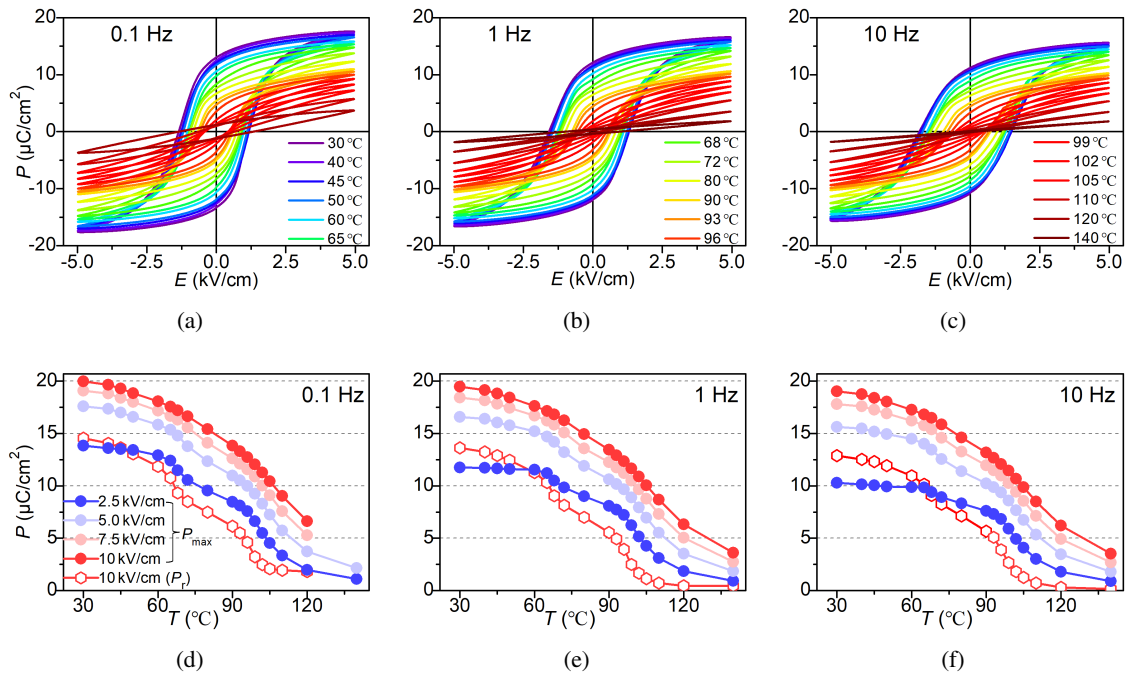 0.1 Hz
P (μC/cm²)
20
10
0
-10
-20
30 ℃
40 ℃
45 ℃
50 ℃
60 ℃
65 ℃
-5.0 -2.5 0.0 2.5 5.0
E (kV/cm)
(a)
1 Hz
20
10
0
-10
-20
68 ℃
72 ℃
80 ℃
90 ℃
93 ℃
96 ℃
-5.0 -2.5 0.0 2.5 5.0
E (kV/cm)
(b)
10 Hz
20
10
0
-10
-20
99 ℃
102 ℃
105 ℃
110 ℃
120 ℃
140 ℃
-5.0 -2.5 0.0 2.5 5.0
E (kV/cm)
(c)
0.1 Hz
P (μC/cm²)
20
15
10
5
0
2.5 kV/cm
5.0 kV/cm
7.5 kV/cm
10 kV/cm
Pmax
10 kV/cm (Pr)
30 60 90 120
T (℃)
(d)
1 Hz
20
15
10
5
0
30 60 90 120
T (℃)
(e)
10 Hz
20
15
10
5
0
30 60 90 120
T (℃)
(f)